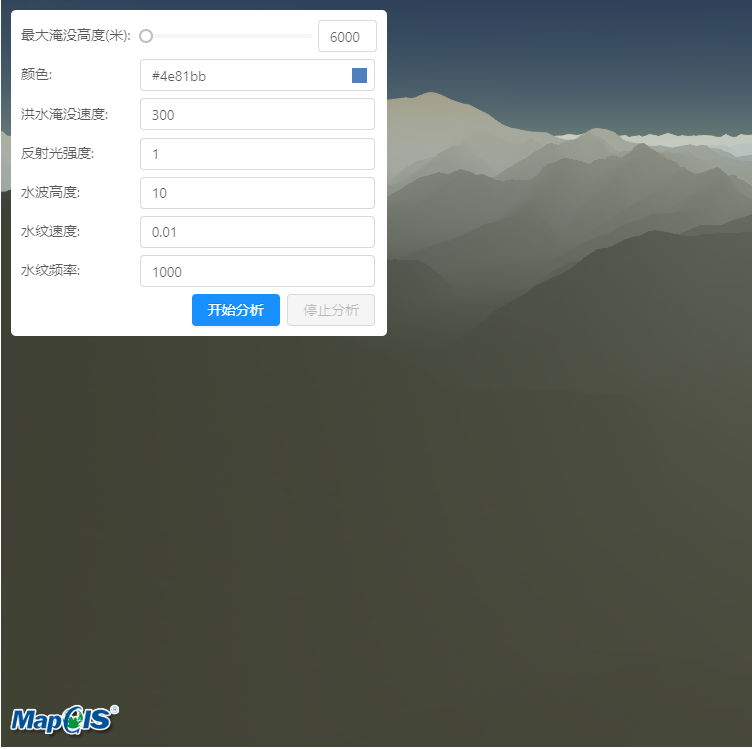 最大淹没高度(米): 6000
颜色: #4e81bb
洪水淹没速度: 300
反射光强度: 1
水波高度: 10
水纹速度: 0.01
水纹频率: 1000
开始分析 停止分析
MapGIS®